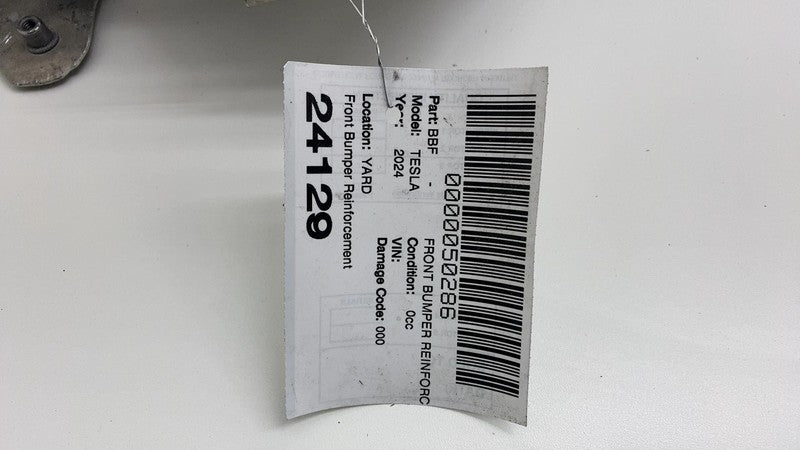 0000050286
Part: BBF - FRONT BUMPER REINFORC
Model: TESLA Condition: 0cc
Year: 2024 VIN:
Damage Code: 000
Location: YARD
Front Bumper Reinforcement
24129